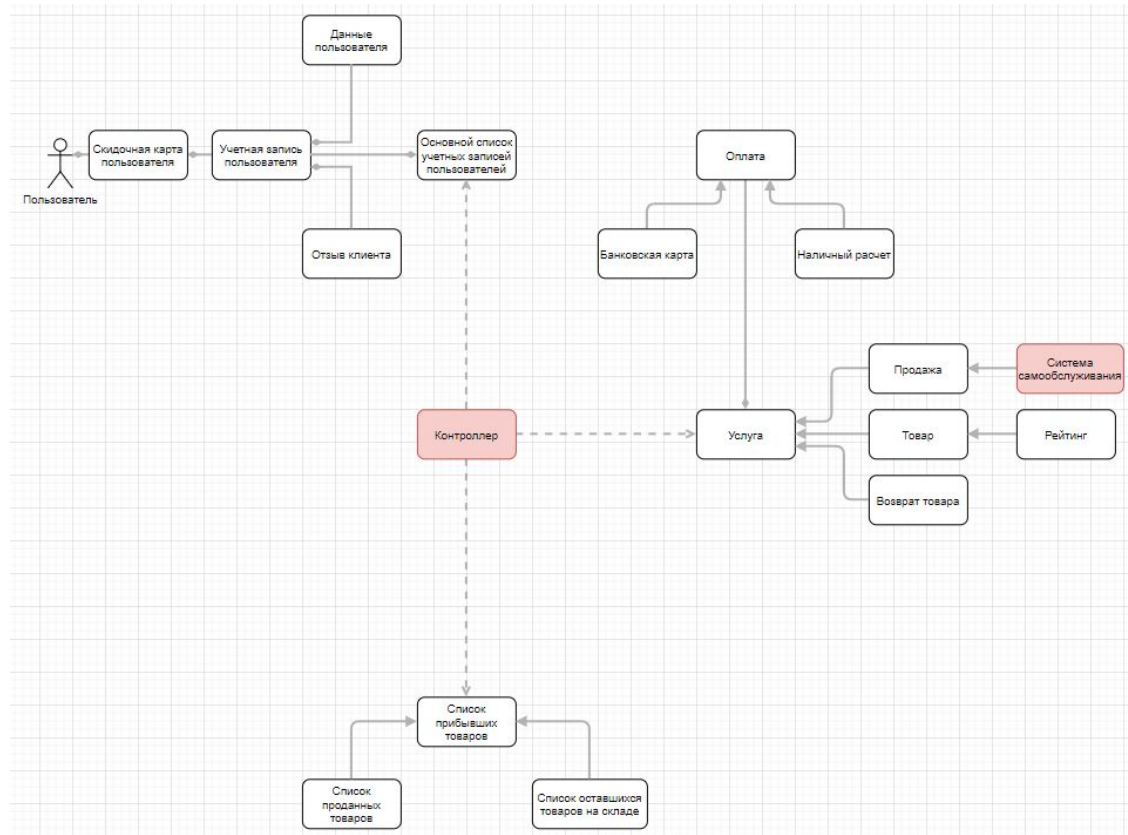 Данные
пользователя
Скидочная карта
пользователя
Учетная запись
пользователя
Основной список
учетных записей
пользователей
Оплата
Пользователь
Отзыв клиента
Банковская карта
Наличный расчет
Продажа
Система
самообслуживания
Контроллер
Услуга
Товар
Рейтинг
Возврат товара
Список
прибывших
товаров
Список
проданных
товаров
Список оставшихся
товаров на складе